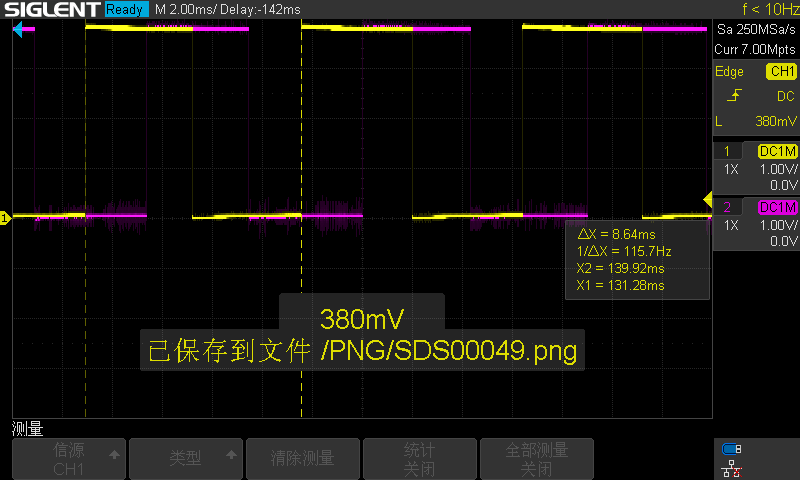 SIGLENT Ready M 2.00ms/ Delay:-142ms f < 10Hz
Sa 250MSa/s
Curr 7.00Mpts
Edge CH1
DC
L 380mV
1 DC1M
1X 1.00V/
0.0V
2 DC1M
1X 1.00V/
0.0V
1
ΔX = 8.64ms
1/ΔX = 115.7Hz
X2 = 139.92ms
X1 = 131.28ms
380mV
已保存到文件 /PNG/SDS00049.png
测量
信源 类型 清除测量 统计 全部测量
CH1 关闭 关闭